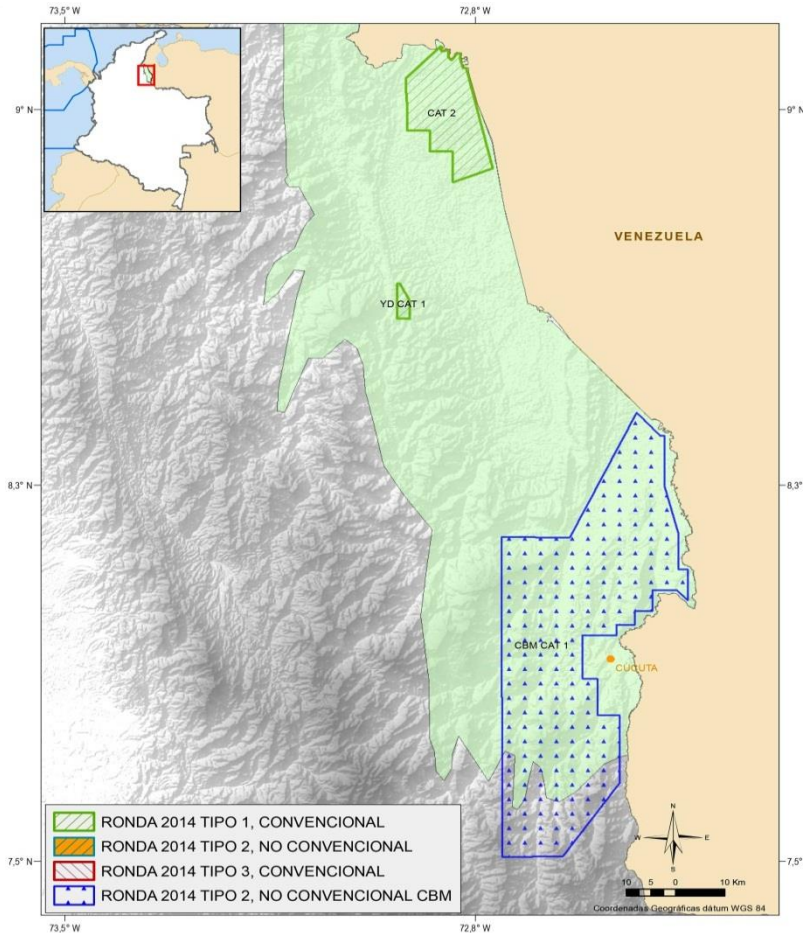 73,5° W
72,8° W
9° N
9° N
CAT 2
VENEZUELA
YD CAT 1
8,3° N
8,3° N
CBM CAT 1
CÚCUTA
RONDA 2014 TIPO 1, CONVENCIONAL
RONDA 2014 TIPO 2, NO CONVENCIONAL
RONDA 2014 TIPO 3, CONVENCIONAL
RONDA 2014 TIPO 2, NO CONVENCIONAL CBM
N
W
E
S
7,5° N
7,5° N
10 5 0 10 Km
Coordenadas Geográficas dátum WGS 84
73,5° W
72,8° W